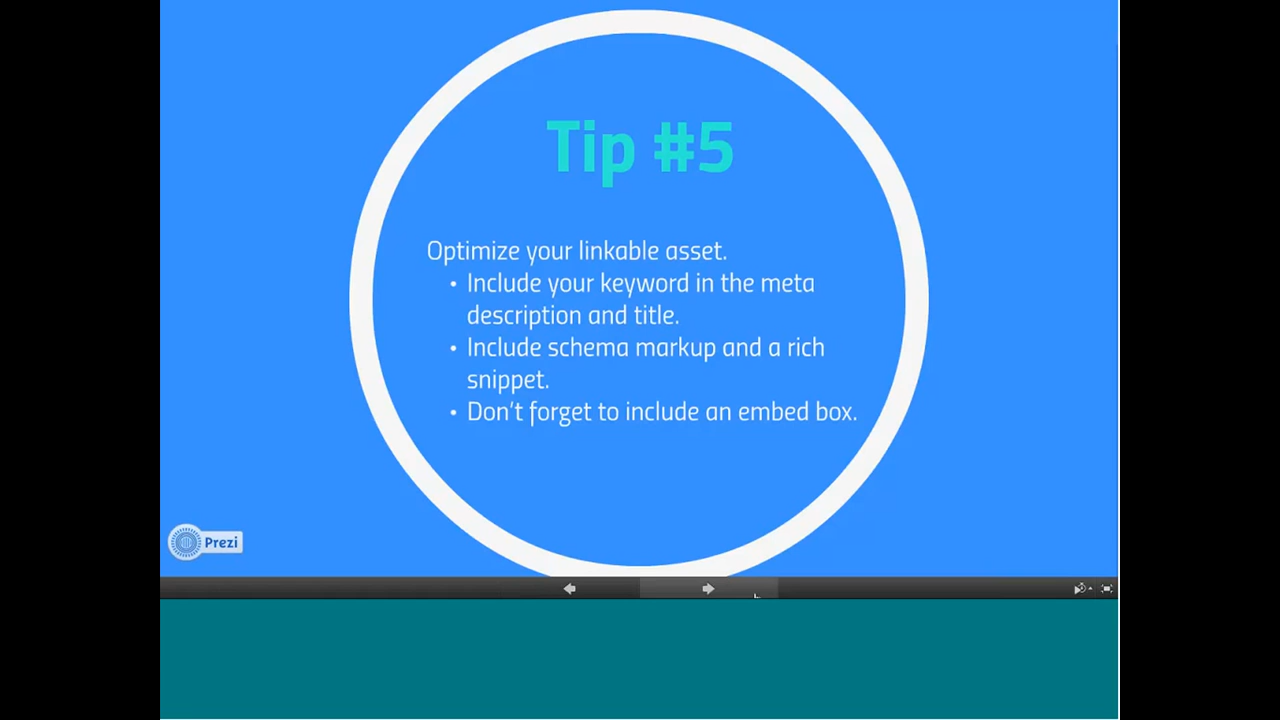 Tip #5
Optimize your linkable asset.
• Include your keyword in the meta
description and title.
• Include schema markup and a rich
snippet.
• Don't forget to include an embed box.
Prezi